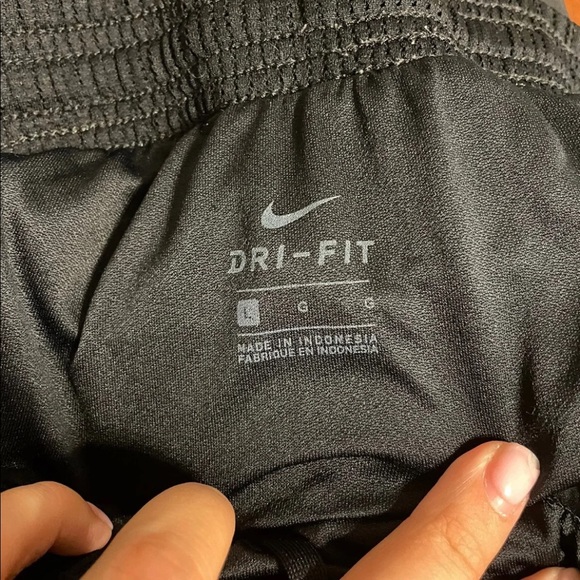 DRI-FIT
L G G
MADE IN INDONESIA
FABRIQUE EN INDONESIA